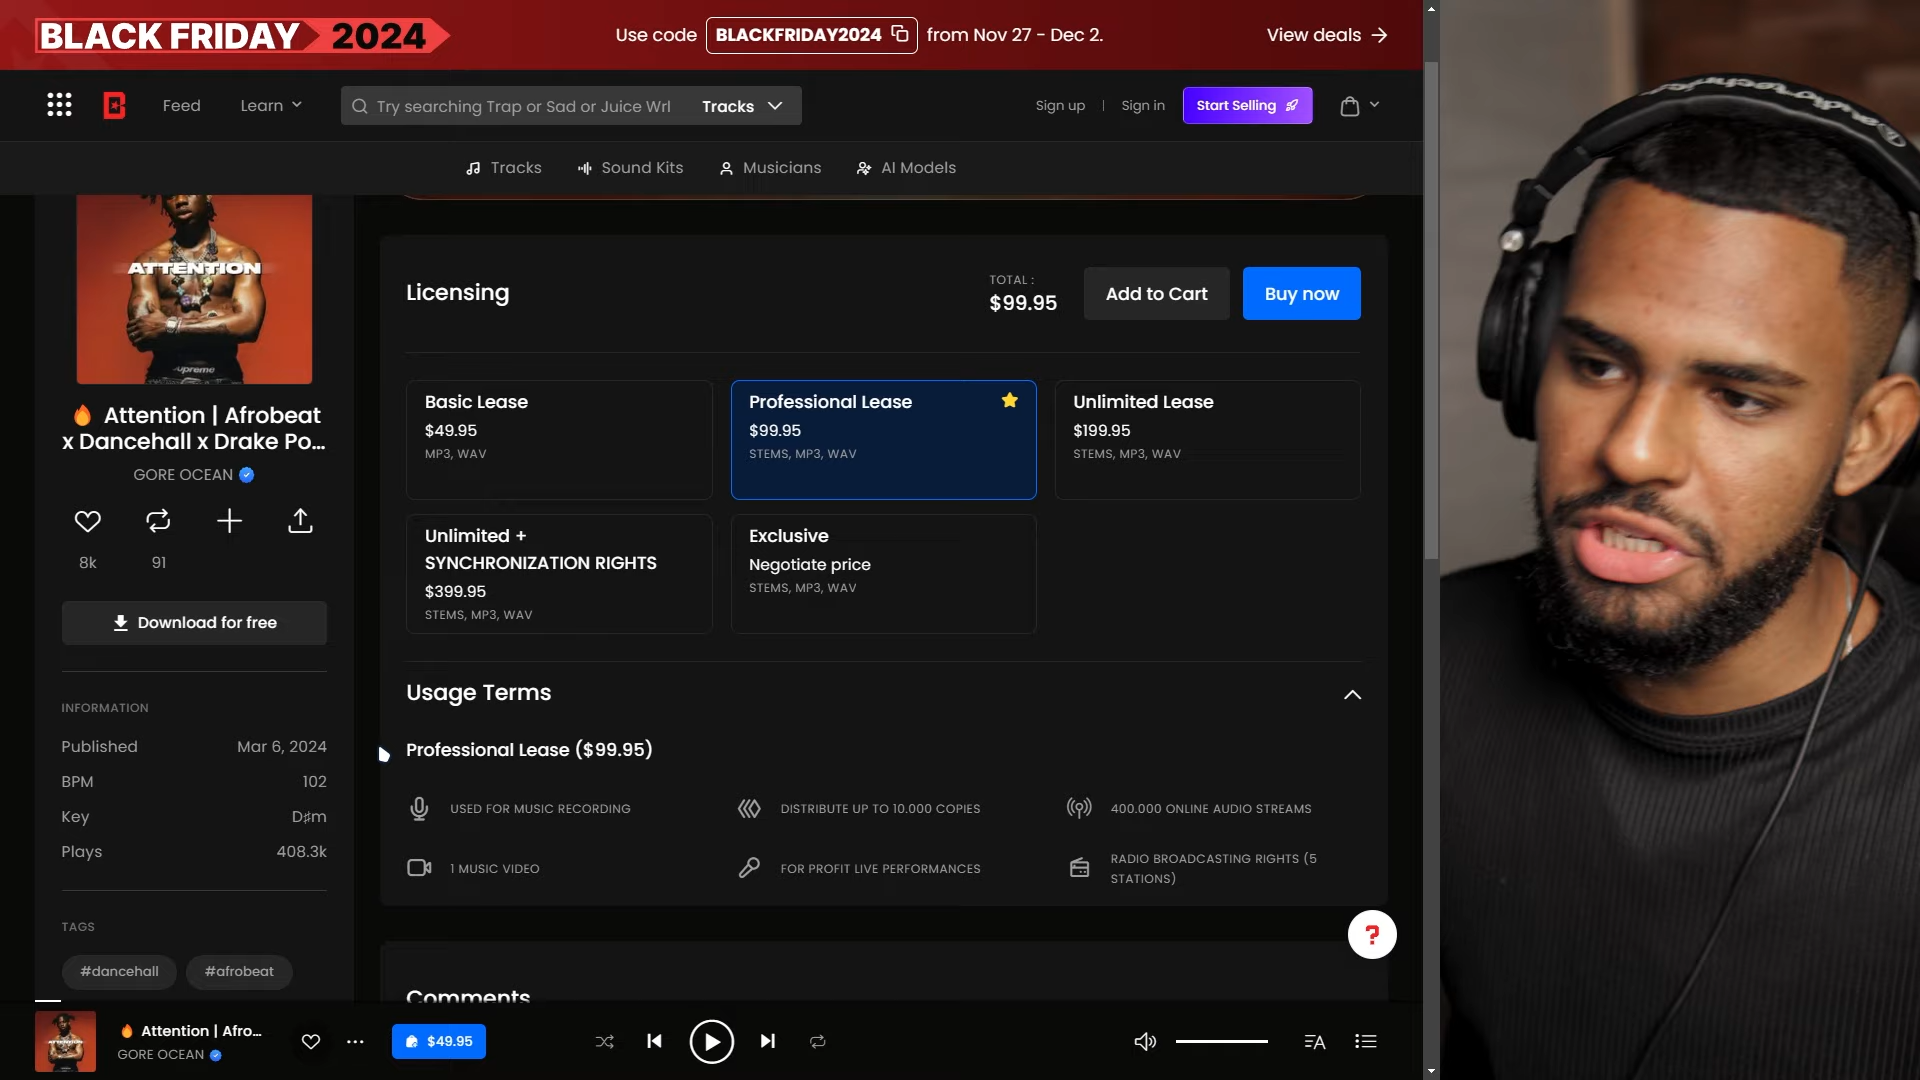 BLACK FRIDAY 2024
Use code BLACKFRIDAY2024 from Nov 27 - Dec 2.
View deals
Feed
Learn
Try searching Trap or Sad or Juice Wrl
Tracks
Sign up
Sign in
Start Selling
Tracks
Sound Kits
Musicians
AI Models
ATTENTION
🔥 Attention | Afrobeat
x Dancehall x Drake Po...
GORE OCEAN
8k
91
Download for free
INFORMATION
Published Mar 6, 2024
BPM 102
Key D♯m
Plays 408.3k
TAGS
#dancehall
#afrobeat
Licensing
TOTAL :
$99.95
Add to Cart
Buy now
Basic Lease
$49.95
MP3, WAV
Professional Lease
$99.95
STEMS, MP3, WAV
Unlimited Lease
$199.95
STEMS, MP3, WAV
Unlimited +
SYNCHRONIZATION RIGHTS
$399.95
STEMS, MP3, WAV
Exclusive
Negotiate price
STEMS, MP3, WAV
Usage Terms
Professional Lease ($99.95)
USED FOR MUSIC RECORDING
DISTRIBUTE UP TO 10.000 COPIES
400.000 ONLINE AUDIO STREAMS
1 MUSIC VIDEO
FOR PROFIT LIVE PERFORMANCES
RADIO BROADCASTING RIGHTS (5
STATIONS)
?
Comments
🔥 Attention | Afro...
GORE OCEAN
$49.95
audio-technica